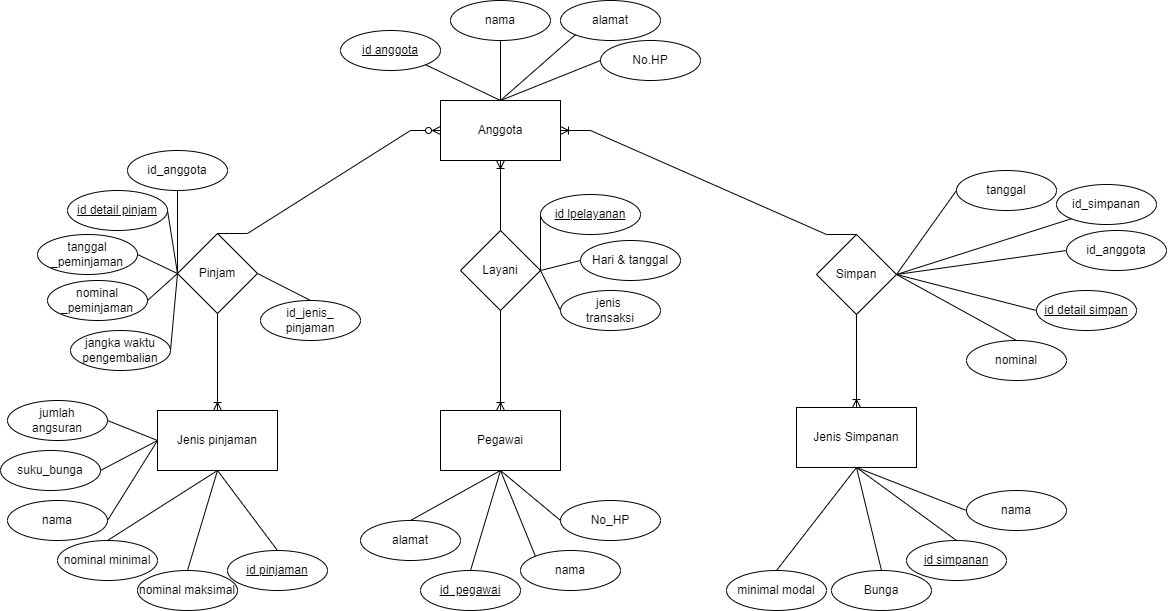 nama
alamat
id anggota
No.HP
Anggota
id_anggota
id detail pinjam
tanggal
_peminjaman
nominal
_peminjaman
jangka waktu
pengembalian
Pinjam
id_jenis_
pinjaman
Layani
id lpelayanan
Hari & tanggal
jenis
transaksi
Simpan
tanggal
id_simpanan
id_anggota
id detail simpan
nominal
Jenis pinjaman
jumlah
angsuran
suku_bunga
nama
nominal minimal
nominal maksimal
id pinjaman
Pegawai
alamat
id_pegawai
nama
No_HP
Jenis Simpanan
minimal modal
Bunga
id simpanan
nama